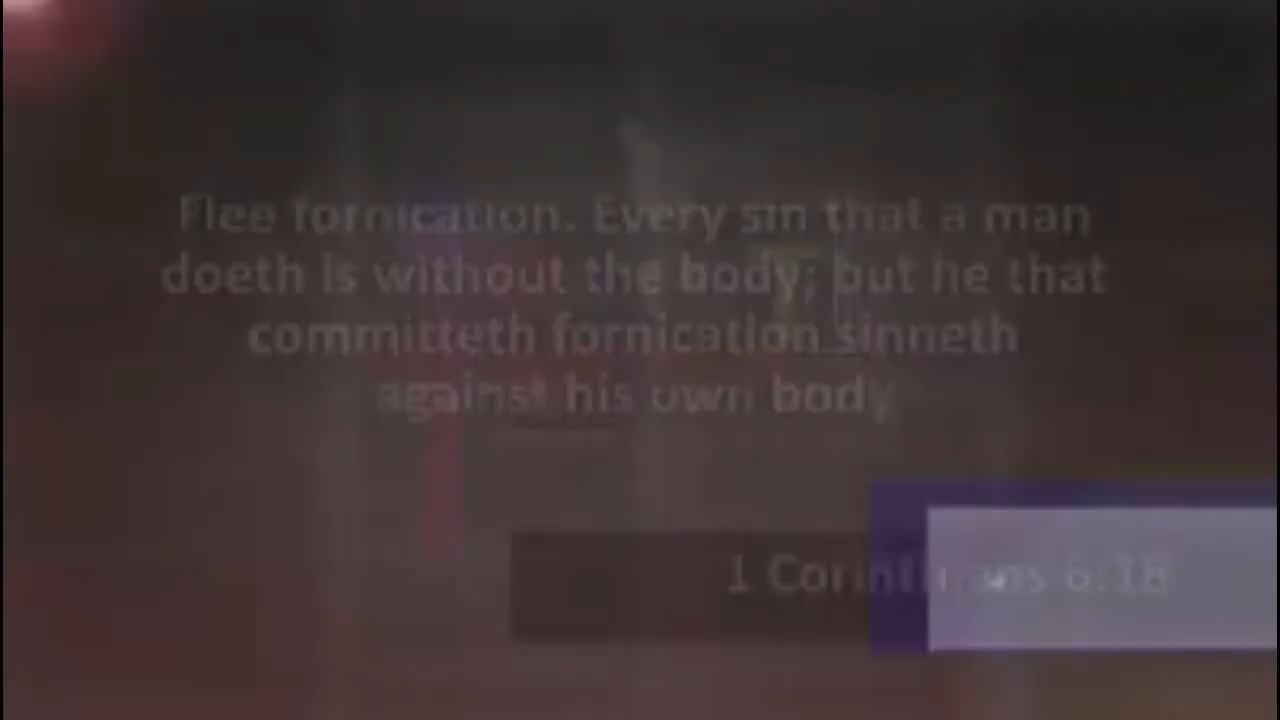 Flee fornication. Every sin that a man
doeth is without the body; but he that
committeth fornication sinneth
against his own body
1 Corinthians 6:18